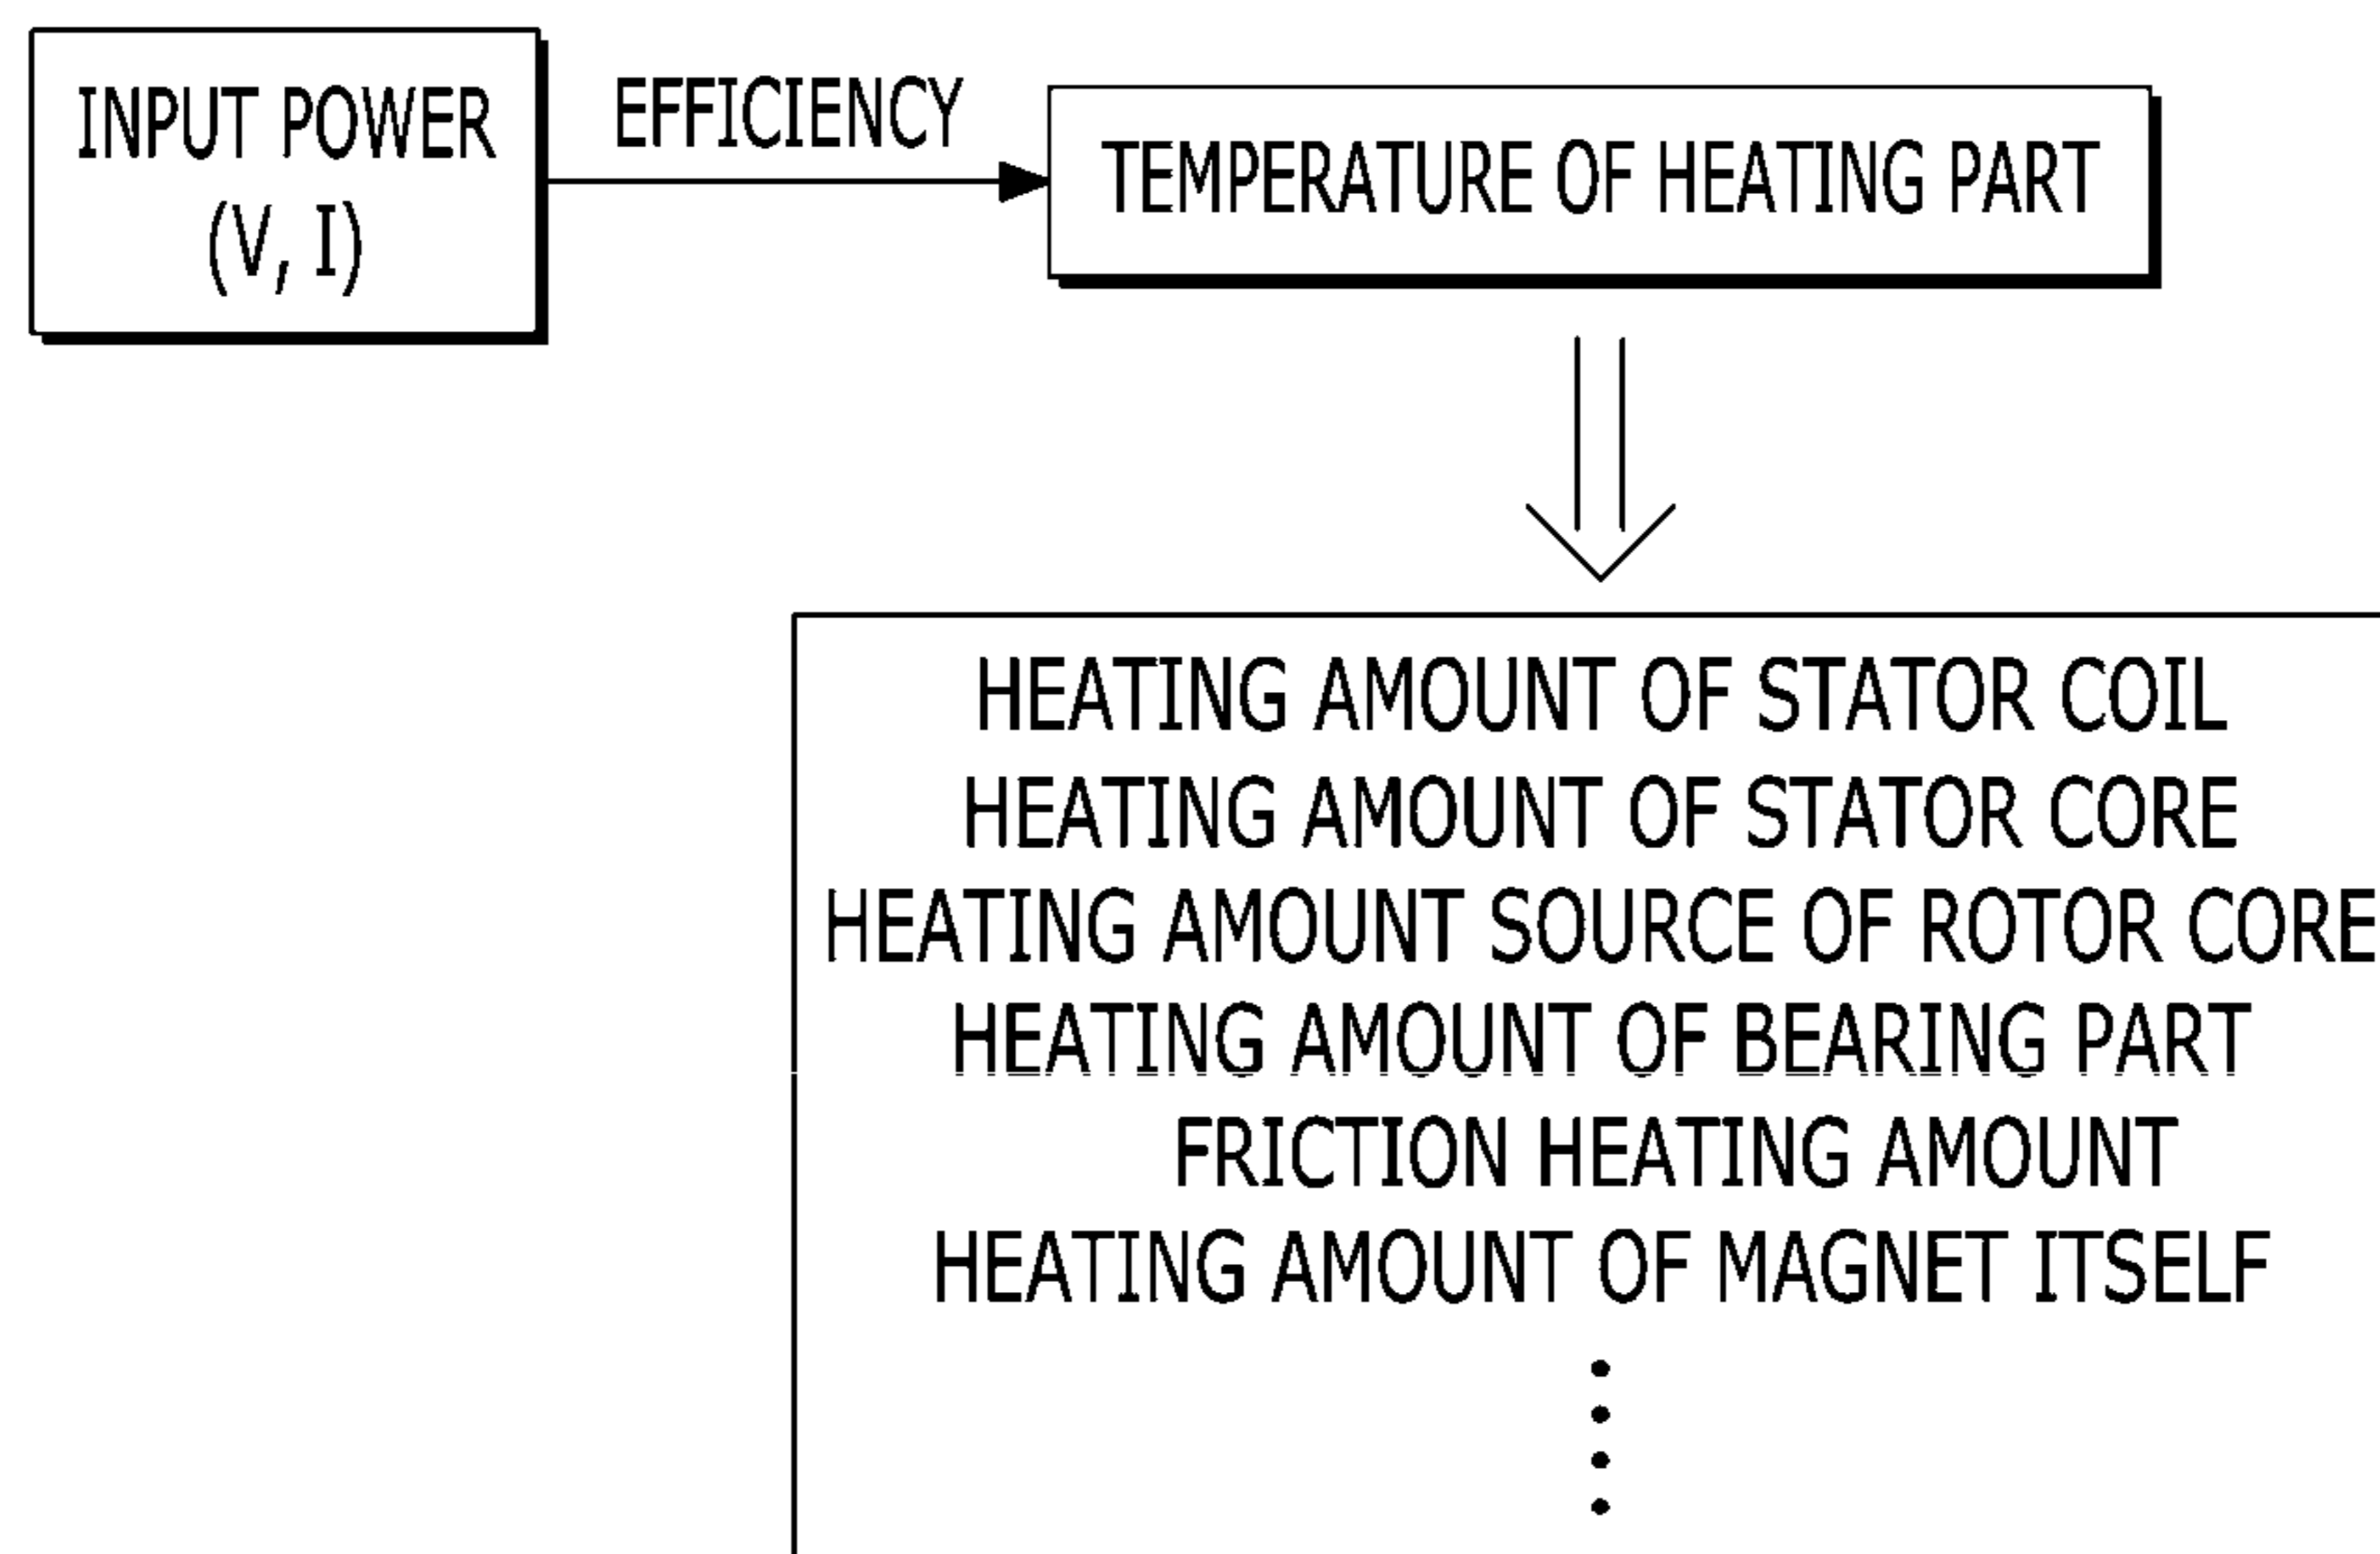 INPUT POWER
(V, I)
EFFICIENCY
TEMPERATURE OF HEATING PART
HEATING AMOUNT OF STATOR COIL
HEATING AMOUNT OF STATOR CORE
HEATING AMOUNT SOURCE OF ROTOR CORE
HEATING AMOUNT OF BEARING PART
FRICTION HEATING AMOUNT
HEATING AMOUNT OF MAGNET ITSELF